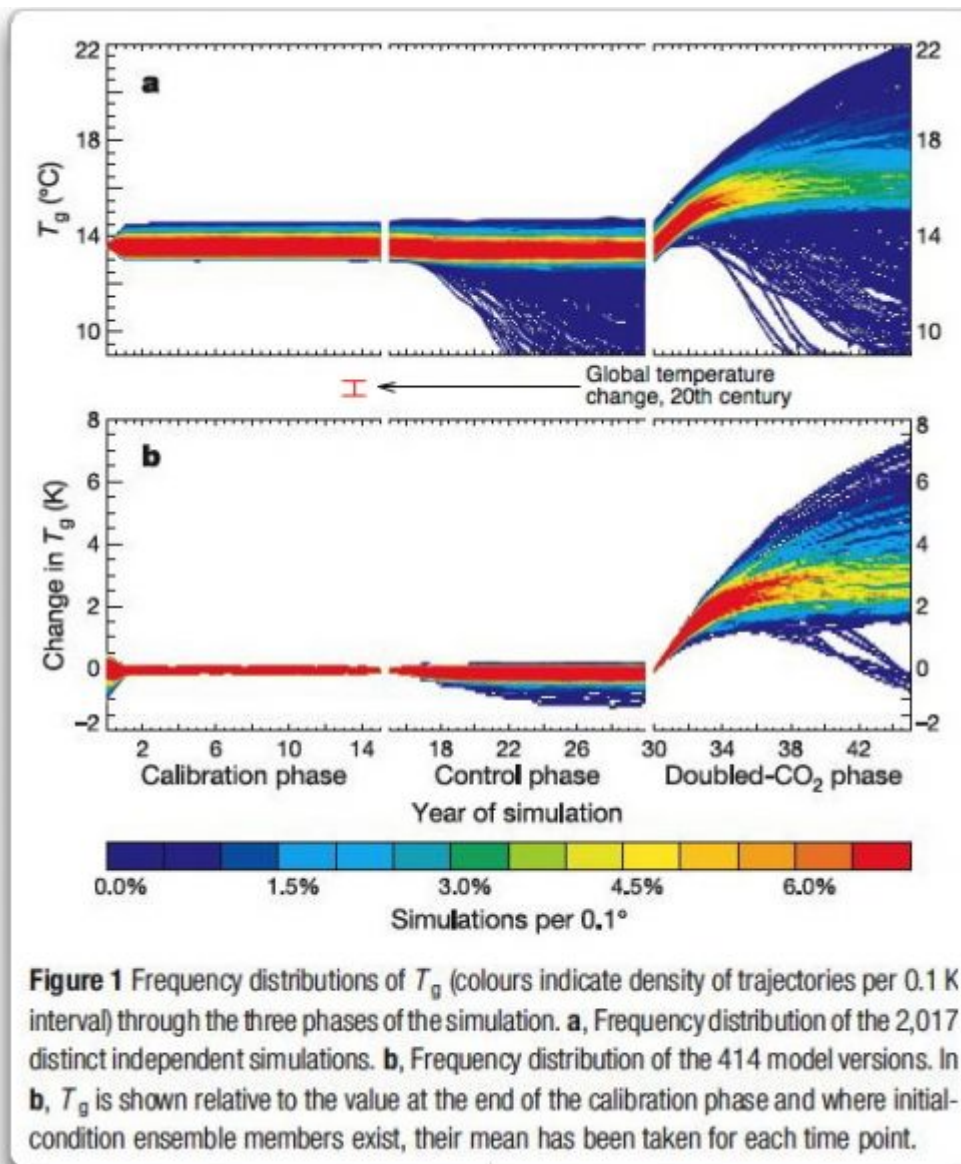 22
22
a
18
18
T_g (°C)
14
14
10
10
Global temperature
change, 20th century
8
8
b
6
6
Change in T_g (K)
4
4
2
2
0
0
–2
–2
2 6 10 14 18 22 26 30 34 38 42
Calibration phase Control phase Doubled-CO₂ phase
Year of simulation
0.0% 1.5% 3.0% 4.5% 6.0%
Simulations per 0.1°
Figure 1 Frequency distributions of T_g (colours indicate density of trajectories per 0.1 K
interval) through the three phases of the simulation. a, Frequency distribution of the 2,017
distinct independent simulations. b, Frequency distribution of the 414 model versions. In
b, T_g is shown relative to the value at the end of the calibration phase and where initial-
condition ensemble members exist, their mean has been taken for each time point.